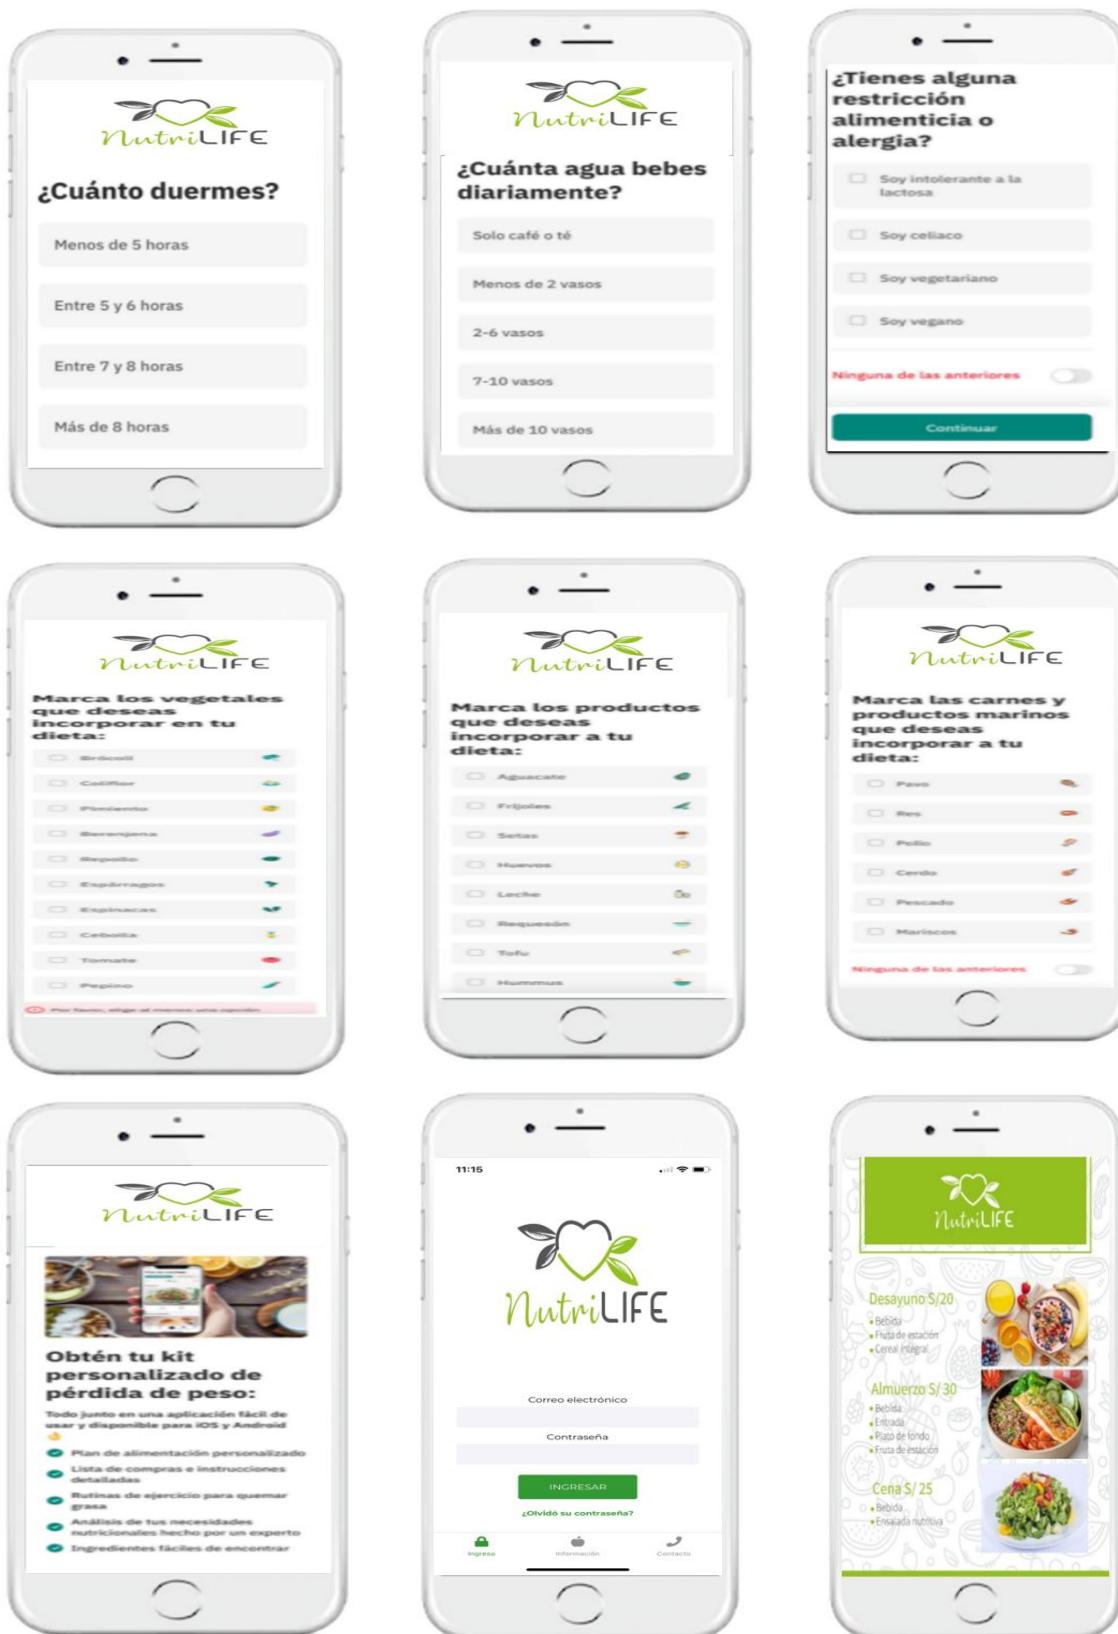 NutriLIFE
¿Cuánto duermes?
Menos de 5 horas
Entre 5 y 6 horas
Entre 7 y 8 horas
Más de 8 horas
NutriLIFE
¿Cuánta agua bebes
diariamente?
Solo café o té
Menos de 2 vasos
2-6 vasos
7-10 vasos
Más de 10 vasos
¿Tienes alguna
restricción
alimenticia o
alergia?
Soy intolerante a la
lactosa
Soy celiaco
Soy vegetariano
Soy vegano
Ninguna de las anteriores
Continuar
NutriLIFE
Marca los vegetales
que deseas
incorporar en tu
dieta:
Brócoli
Coliflor
Pimiento
Berenjena
Repollo
Espárragos
Espinacas
Cebolla
Tomate
Pepino
Por favor, elige al menos una opción
NutriLIFE
Marca los productos
que deseas
incorporar a tu
dieta:
Aguacate
Frijoles
Setas
Huevos
Leche
Requesón
Tofu
Hummus
NutriLIFE
Marca las carnes y
productos marinos
que deseas
incorporar a tu
dieta:
Pavo
Res
Pollo
Cerdo
Pescado
Mariscos
Ninguna de las anteriores
NutriLIFE
Obtén tu kit
personalizado de
pérdida de peso:
Todo junto en una aplicación fácil de
usar y disponible para iOS y Android
Plan de alimentación personalizado
Lista de compras e instrucciones
detalladas
Rutinas de ejercicio para quemar
grasa
Análisis de tus necesidades
nutricionales hecho por un experto
Ingredientes fáciles de encontrar
11:15
NutriLIFE
Correo electrónico
Contraseña
INGRESAR
¿Olvidó su contraseña?
Ingreso
Información
Contacto
NutriLIFE
Desayuno S/20
Bebida
Fruta de estación
Cereal integral
Almuerzo S/ 30
Bebida
Entrada
Plato de fondo
Fruta de estación
Cena S/ 25
Bebida
Ensalada nutritiva